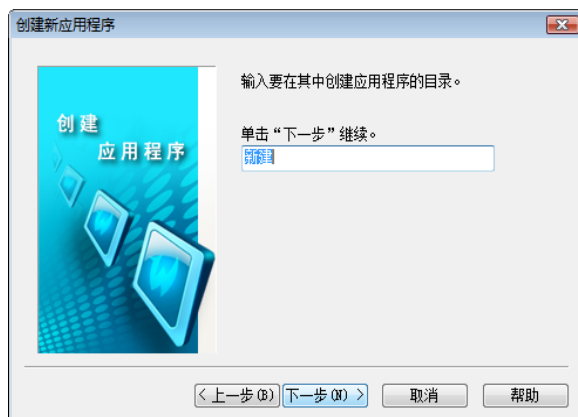 创建新应用程序
创建
应用程序
输入要在其中创建应用程序的目录。
单击“下一步”继续。
新建
< 上一步(B)
下一步(N) >
取消
帮助